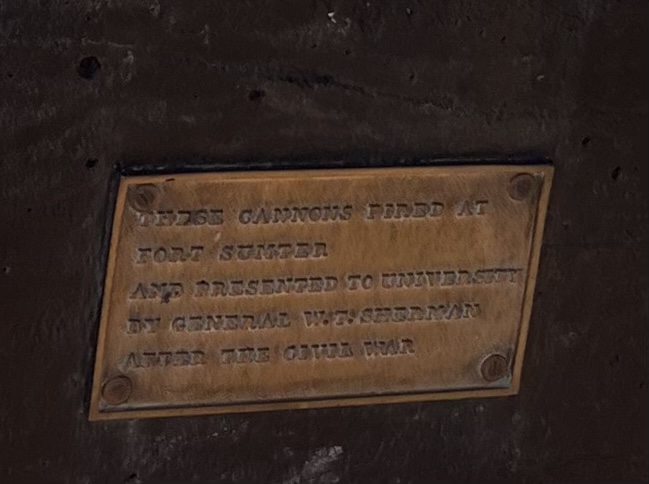 THESE CANNONS FIRED AT
FORT SUMTER
AND PRESENTED TO UNIVERSITY
BY GENERAL W.T. SHERMAN
AFTER THE CIVIL WAR